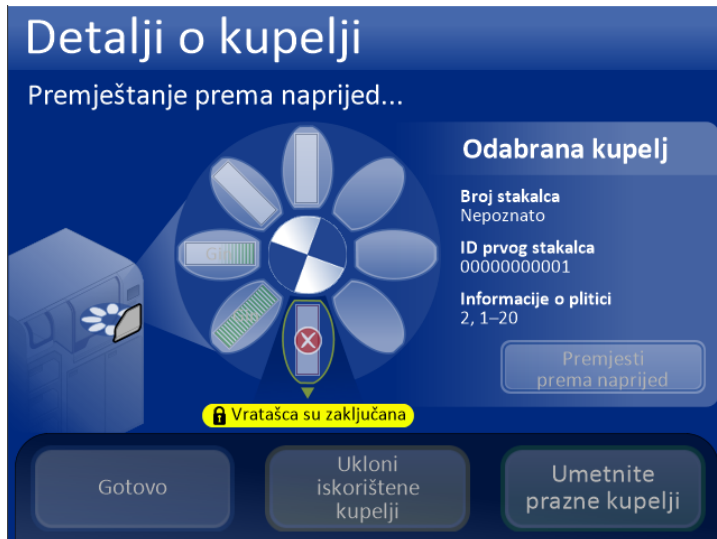 Detalji o kupelji
Premještanje prema naprijed...
Odabrana kupelj
Broj stakalca
Nepoznato
ID prvog stakalca
00000000001
Informacije o plitici
2, 1–20
Premjesti
prema naprijed
Vratašca su zaključana
Gotovo
Ukloni
iskorištene
kupelji
Umetnite
prazne kupelji